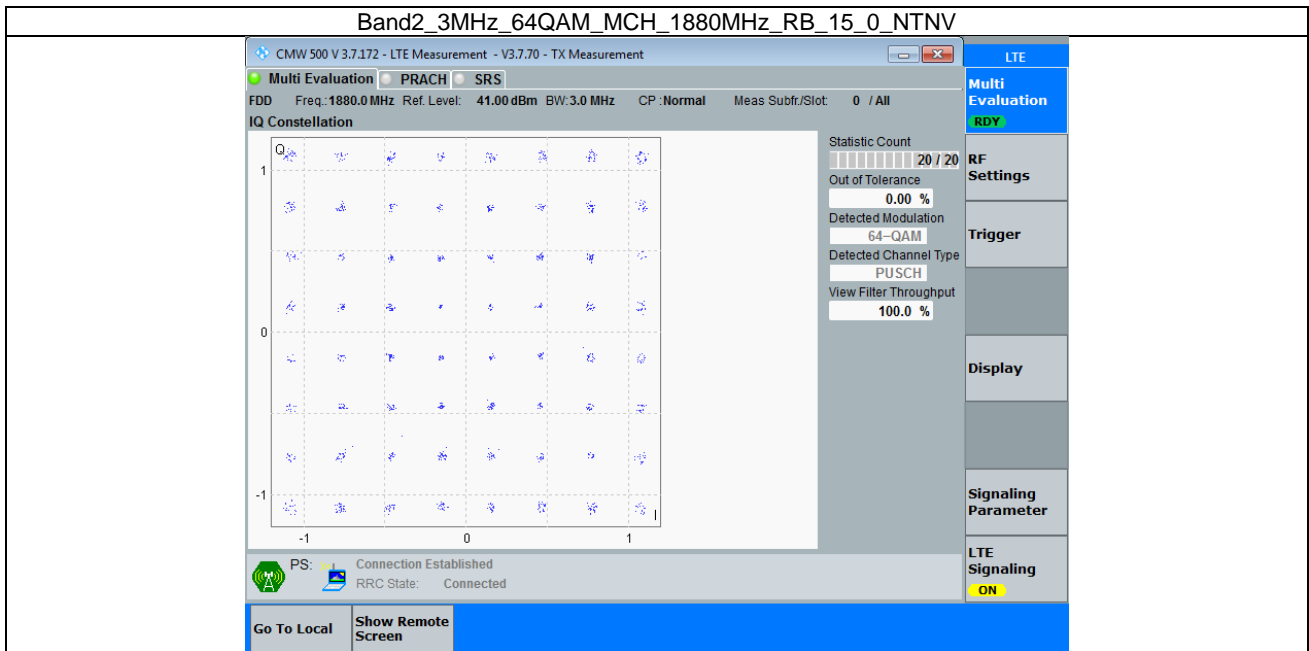 Band2_3MHz_64QAM_MCH_1880MHz_RB_15_0_NTNV
CMW 500 V 3.7.172 - LTE Measurement - V3.7.70 - TX Measurement
LTE
Multi Evaluation PRACH SRS
FDD Freq.:1880.0 MHz Ref. Level: 41.00 dBm BW:3.0 MHz CP :Normal Meas Subfr./Slot: 0 / All
IQ Constellation
Multi
Evaluation
RDY
Q
1
0
-1
-1 0 1
I
Statistic Count
20 / 20
Out of Tolerance
0.00 %
Detected Modulation
64-QAM
Detected Channel Type
PUSCH
View Filter Throughput
100.0 %
RF
Settings
Trigger
Display
Signaling
Parameter
LTE
Signaling
ON
PS: Connection Established
RRC State: Connected
Go To Local
Show Remote
Screen